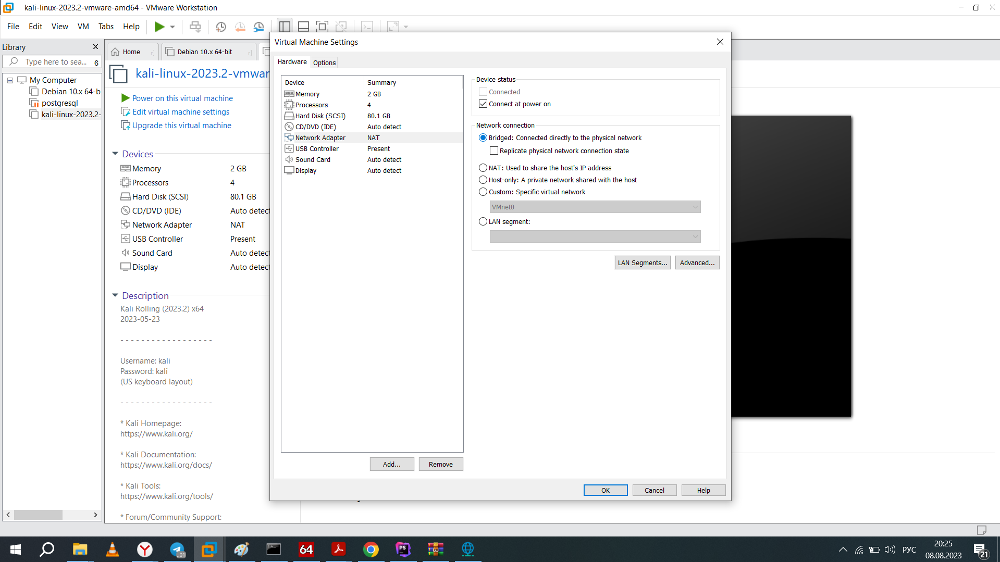 kali-linux-2023.2-vmware-amd64 - VMware Workstation
File Edit View VM Tabs Help
Library
Type here to sea... 6
My Computer
Debian 10.x 64-b
postgresql
kali-linux-2023.2-
Home
Debian 10.x 64-bit
kali-linux-2023.2-vmwar
Power on this virtual machine
Edit virtual machine settings
Upgrade this virtual machine
Devices
Memory 2 GB
Processors 4
Hard Disk (SCSI) 80.1 GB
CD/DVD (IDE) Auto detect
Network Adapter NAT
USB Controller Present
Sound Card Auto detect
Display Auto detect
Description
Kali Rolling (2023.2) x64
2023-05-23
- - - - - - - - - - - - - - - - - -
Username: kali
Password: kali
(US keyboard layout)
- - - - - - - - - - - - - - - - - -
* Kali Homepage:
https://www.kali.org/
* Kali Documentation:
https://www.kali.org/docs/
* Kali Tools:
https://www.kali.org/tools/
* Forum/Community Support:
Virtual Machine Settings
Hardware Options
Device Summary
Memory 2 GB
Processors 4
Hard Disk (SCSI) 80.1 GB
CD/DVD (IDE) Auto detect
Network Adapter NAT
USB Controller Present
Sound Card Auto detect
Display Auto detect
Add... Remove
Device status
Connected
Connect at power on
Network connection
Bridged: Connected directly to the physical network
Replicate physical network connection state
NAT: Used to share the host's IP address
Host-only: A private network shared with the host
Custom: Specific virtual network
VMnet0
LAN segment:
LAN Segments... Advanced...
OK Cancel Help
.01
64
PS
РУС
20:25
08.08.2023
21